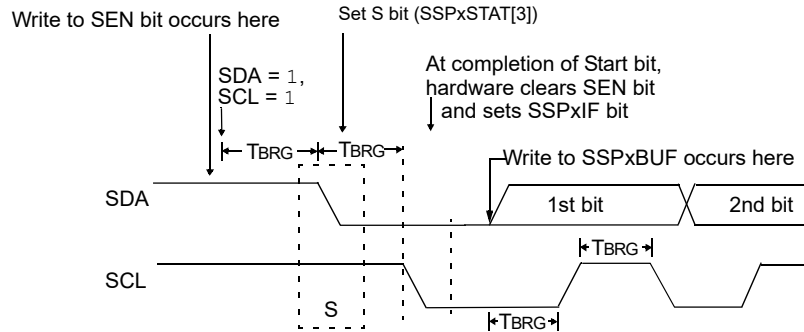 Write to SEN bit occurs here
Set S bit (SSPxSTAT[3])
SDA = 1,
SCL = 1
At completion of Start bit,
hardware clears SEN bit
and sets SSPxIF bit
TBRG
TBRG
Write to SSPxBUF occurs here
SDA
1st bit
2nd bit
TBRG
SCL
S
TBRG